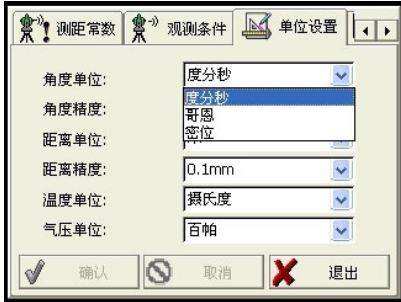 测距常数 观测条件 单位设置
角度单位: 度分秒
度分秒
角度精度: 哥恩
密位
距离单位:
距离精度: 0.1mm
温度单位: 摄氏度
气压单位: 百帕
确认 取消 退出